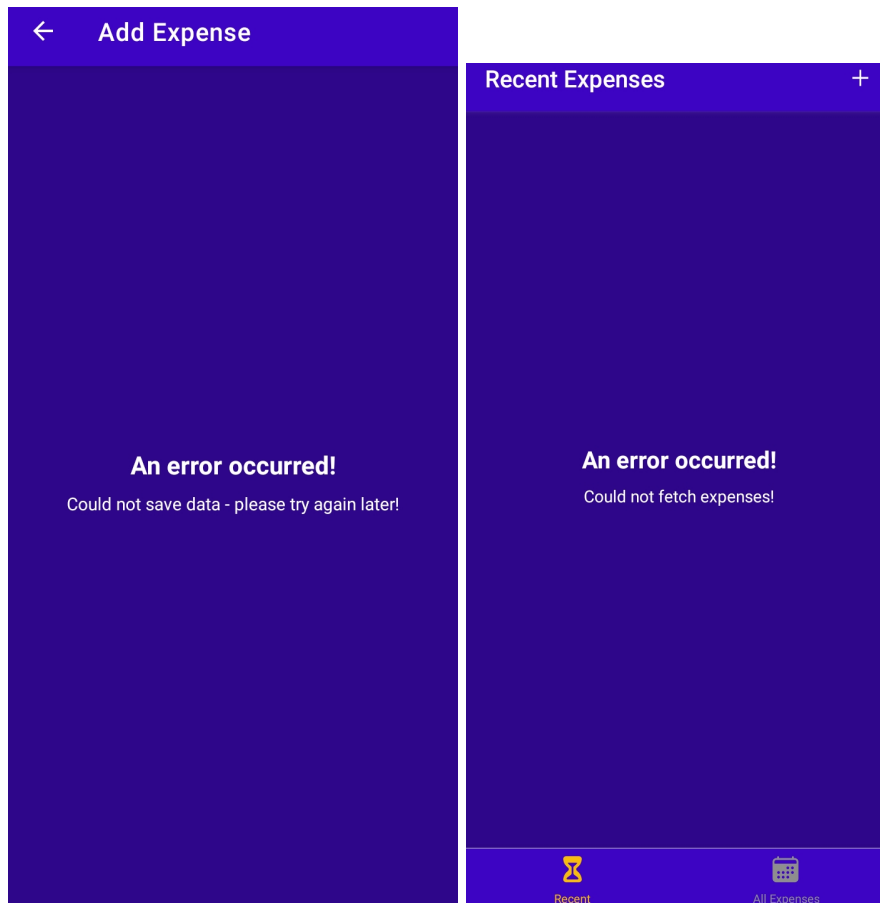 Add Expense
An error occurred!
Could not save data - please try again later!
Recent Expenses
An error occurred!
Could not fetch expenses!
Recent
All Expenses